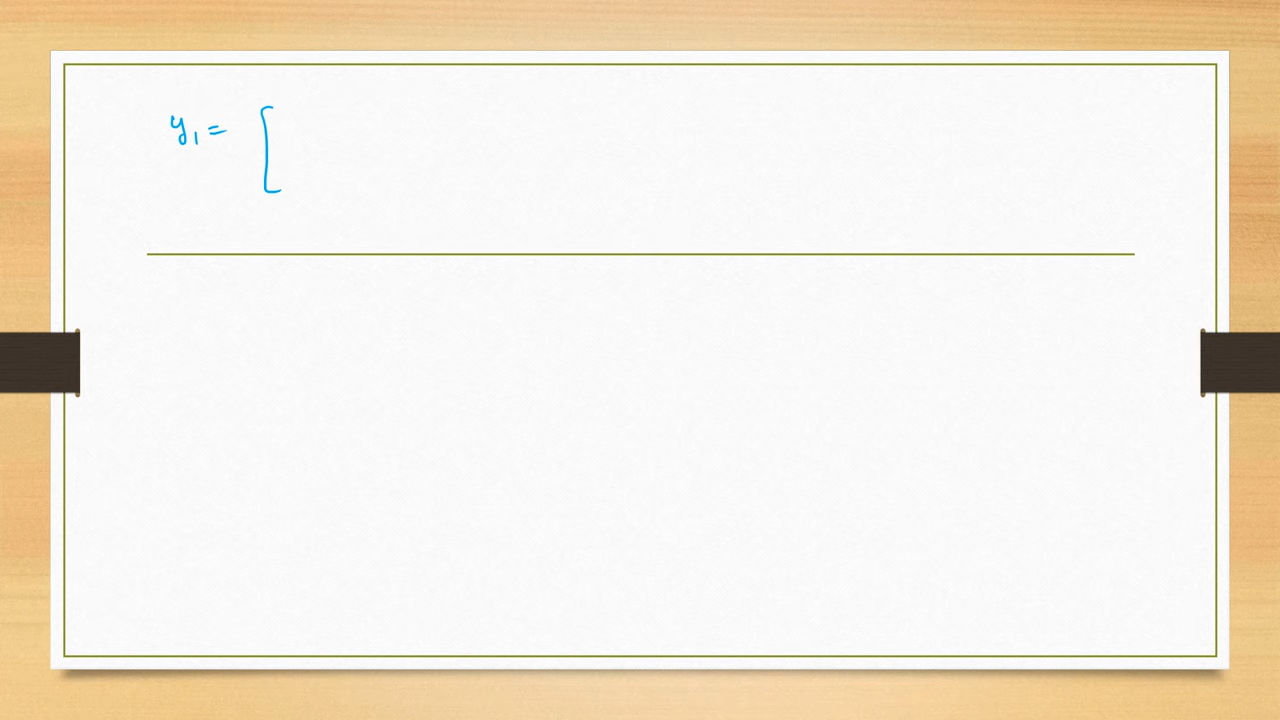 y₁ = [